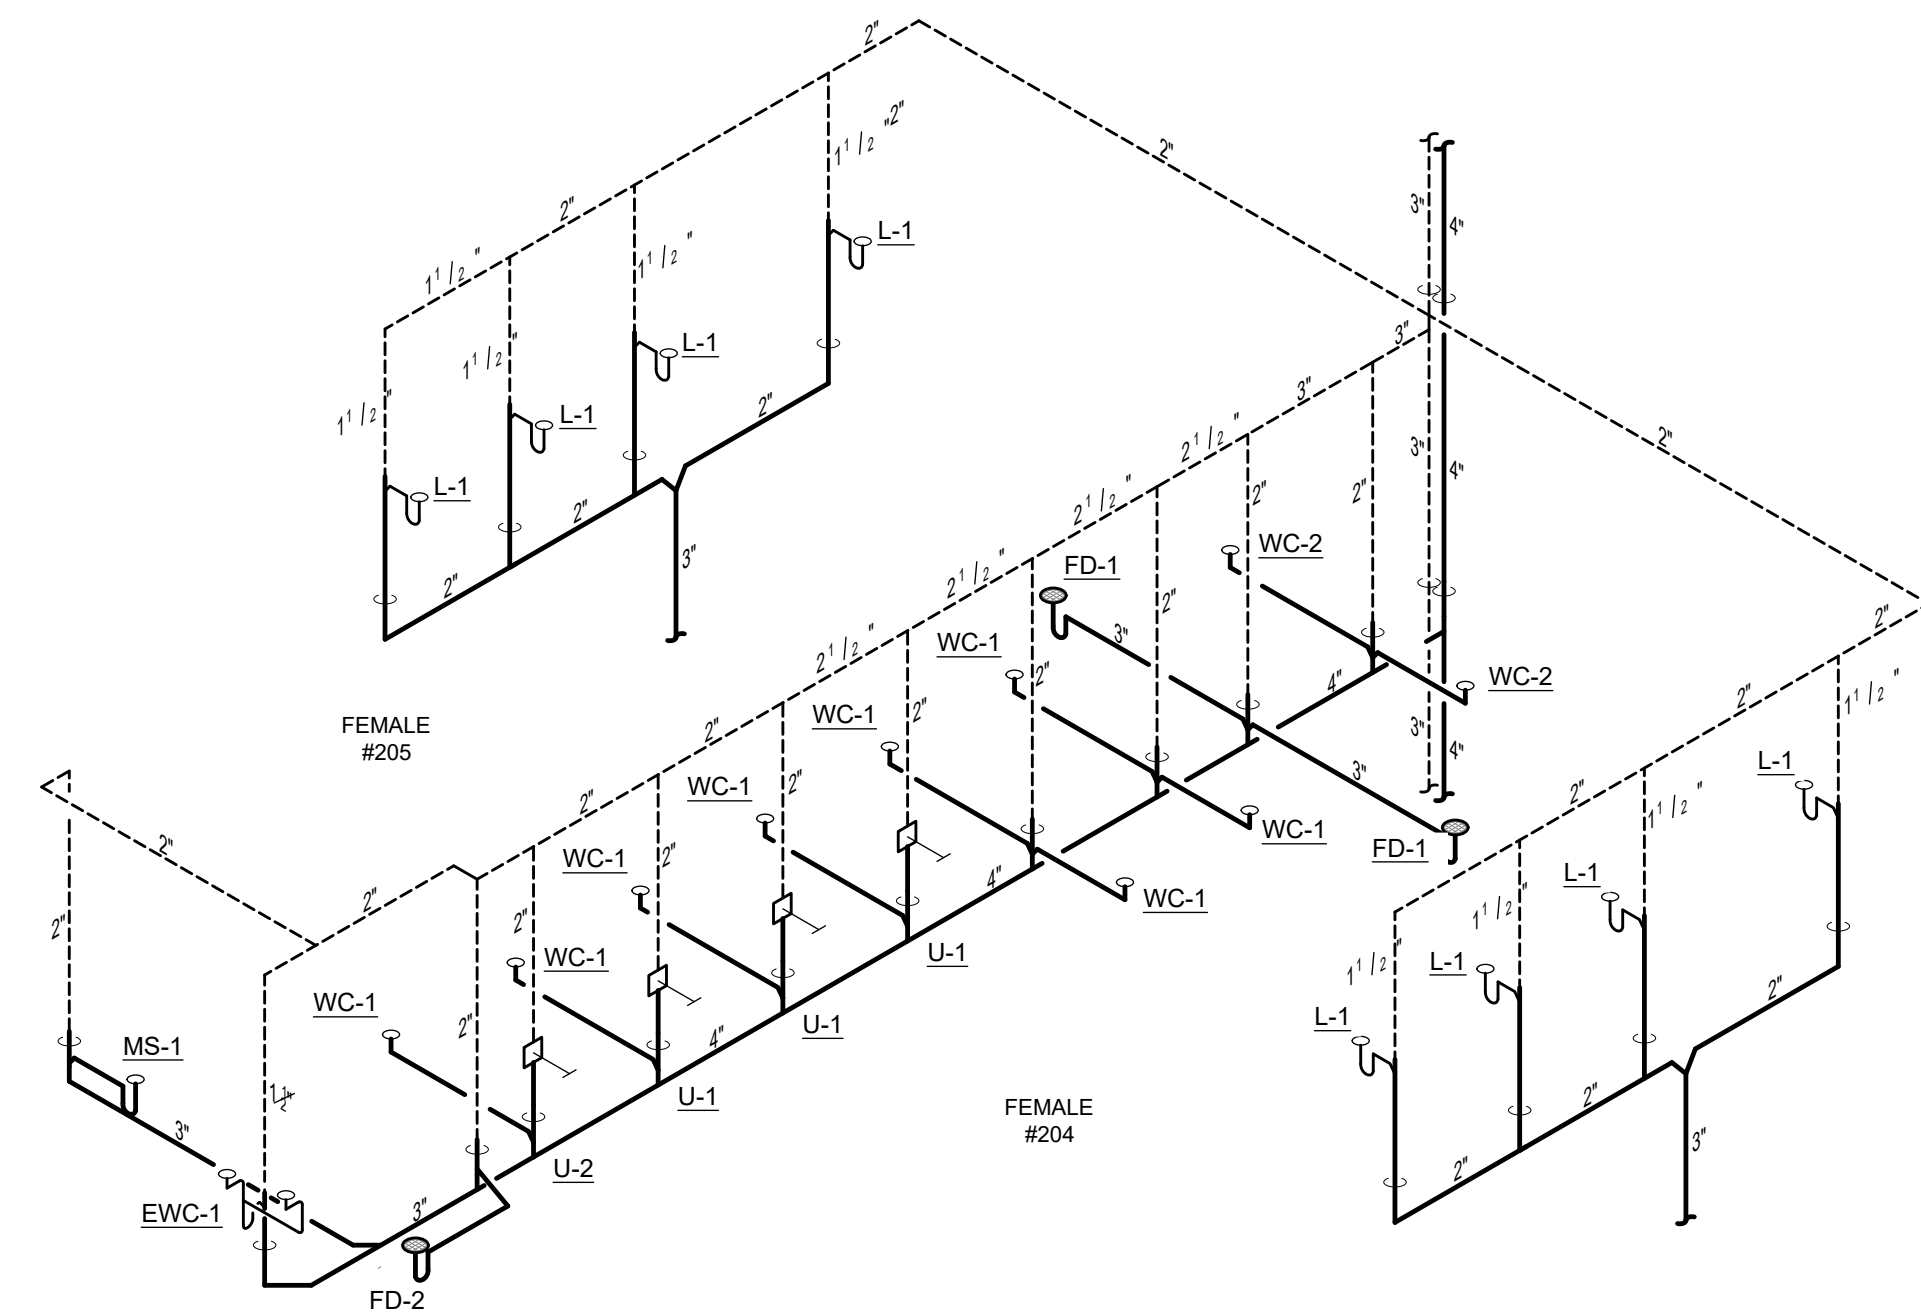 2"
2"
1 1/2 "
2"
2"
3"
4"
L-1
2"
1 1/2 "
1 1/2 "
1 1/2 "
3"
L-1
3"
2"
1 1/2 "
L-1
2"
2 1/2 "
3"
4"
L-1
2"
2 1/2 "
2"
2"
WC-2
3"
2 1/2 "
FD-1
2"
2"
3"
2"
WC-1
2 1/2 "
2"
WC-2
4"
2"
1 1/2 "
WC-1
2"
2"
2"
FEMALE
#205
3"
4"
L-1
WC-1
2"
2"
3"
2"
1 1/2 "
2"
WC-1
2"
WC-1
FD-1
L-1
2"
4"
WC-1
1 1/2 "
2"
WC-1
2"
U-1
L-1
1 1/2 "
2"
WC-1
2"
4"
U-1
L-1
MS-1
U-1
2"
FEMALE
#204
3"
3"
U-2
2"
EWC-1
3"
FD-2